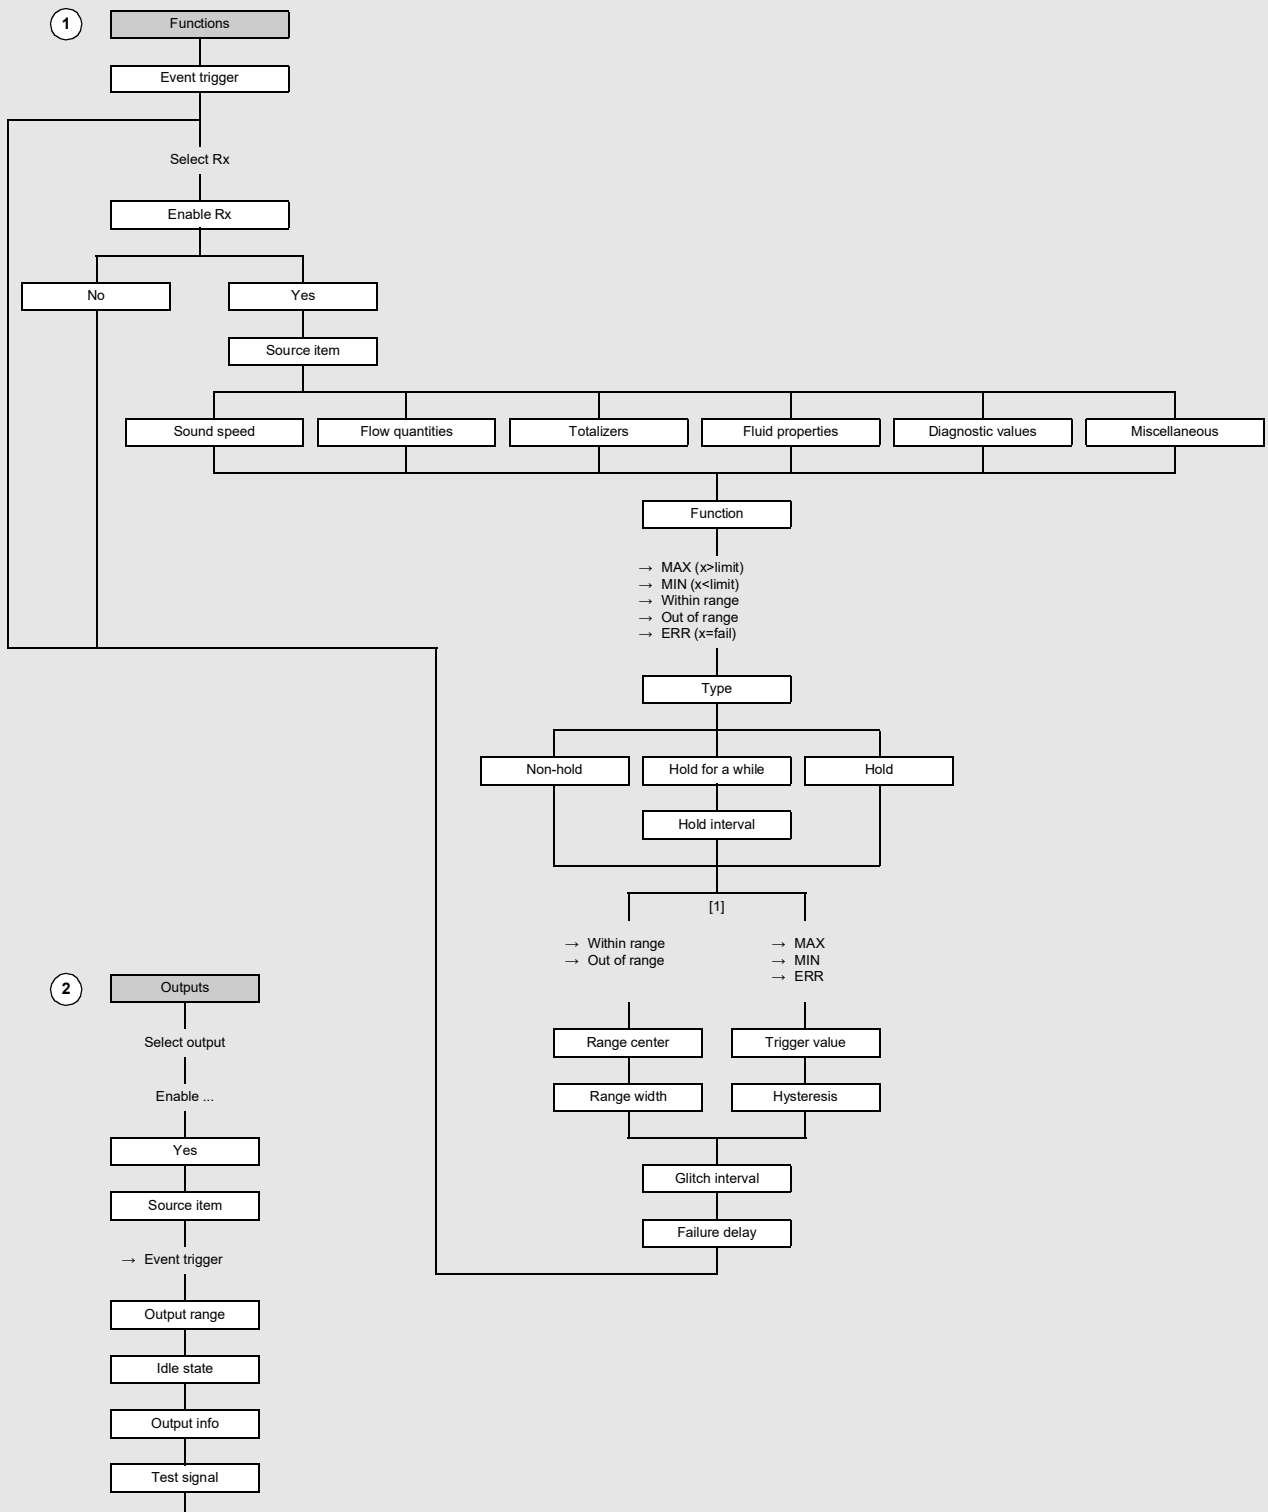 1
Functions
Event trigger
Select Rx
Enable Rx
No
Yes
Source item
Sound speed
Flow quantities
Totalizers
Fluid properties
Diagnostic values
Miscellaneous
Function
→ MAX (x>limit)
→ MIN (x<limit)
→ Within range
→ Out of range
→ ERR (x=fail)
Type
Non-hold
Hold for a while
Hold
Hold interval
[1]
→ Within range
→ Out of range
→ MAX
→ MIN
→ ERR
Range center
Trigger value
Range width
Hysteresis
Glitch interval
Failure delay
2
Outputs
Select output
Enable ...
Yes
Source item
→ Event trigger
Output range
Idle state
Output info
Test signal